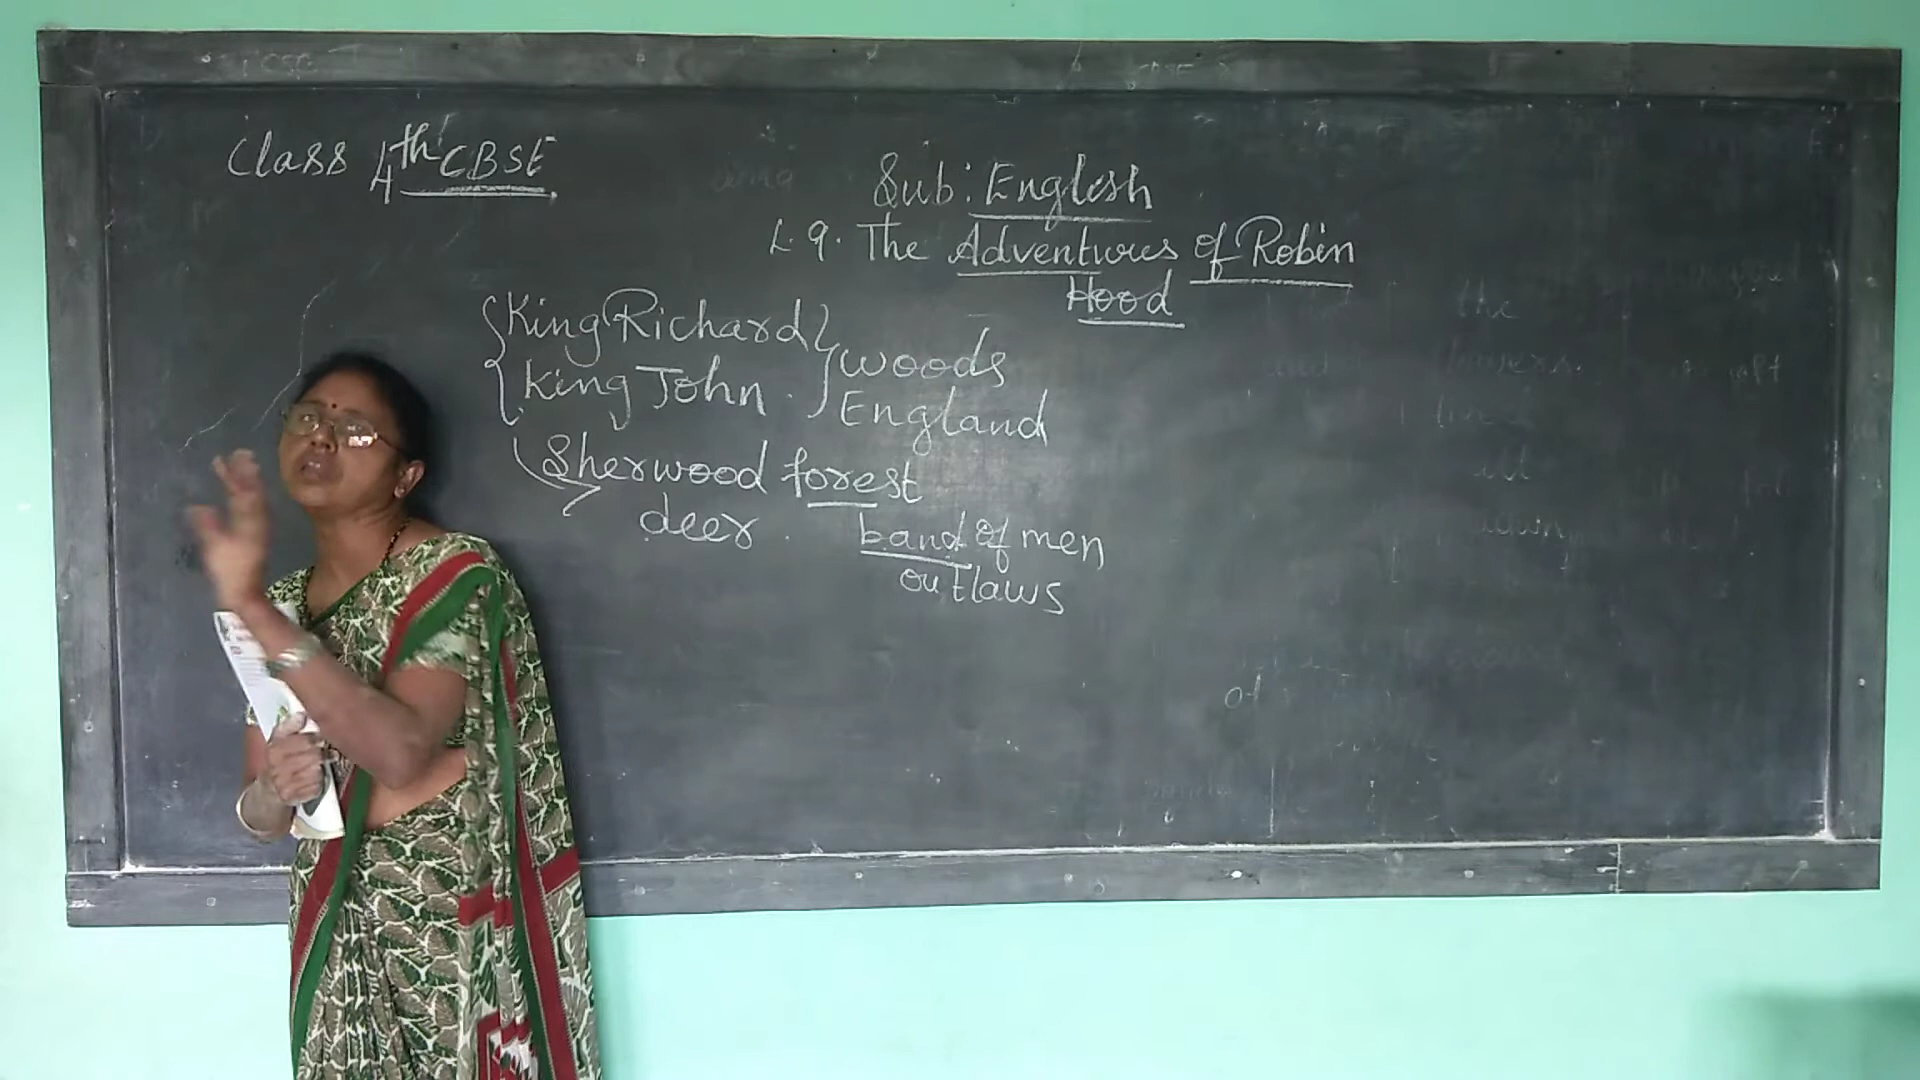 Class 4th CBSE
Sub: English
L.9. The Adventures of Robin
Hood
King Richard
King John
woods
England
Sherwood forest
deer
band of men
outlaws